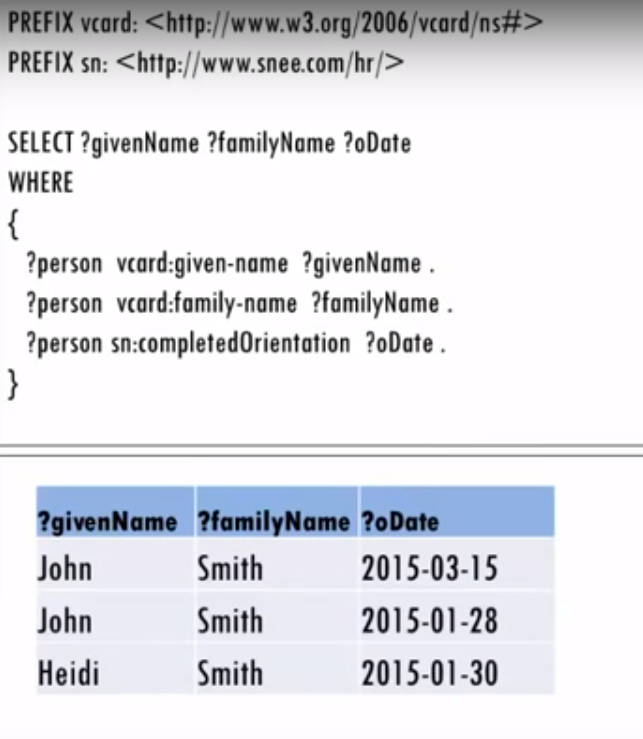 PREFIX vcard: <http://www.w3.org/2006/vcard/ns#>
PREFIX sn: <http://www.snee.com/hr/>
SELECT ?givenName ?familyName ?oDate
WHERE
{
?person vcard:given-name ?givenName .
?person vcard:family-name ?familyName .
?person sn:completedOrientation ?oDate .
}
?givenName ?familyName ?oDate
John Smith 2015-03-15
John Smith 2015-01-28
Heidi Smith 2015-01-30